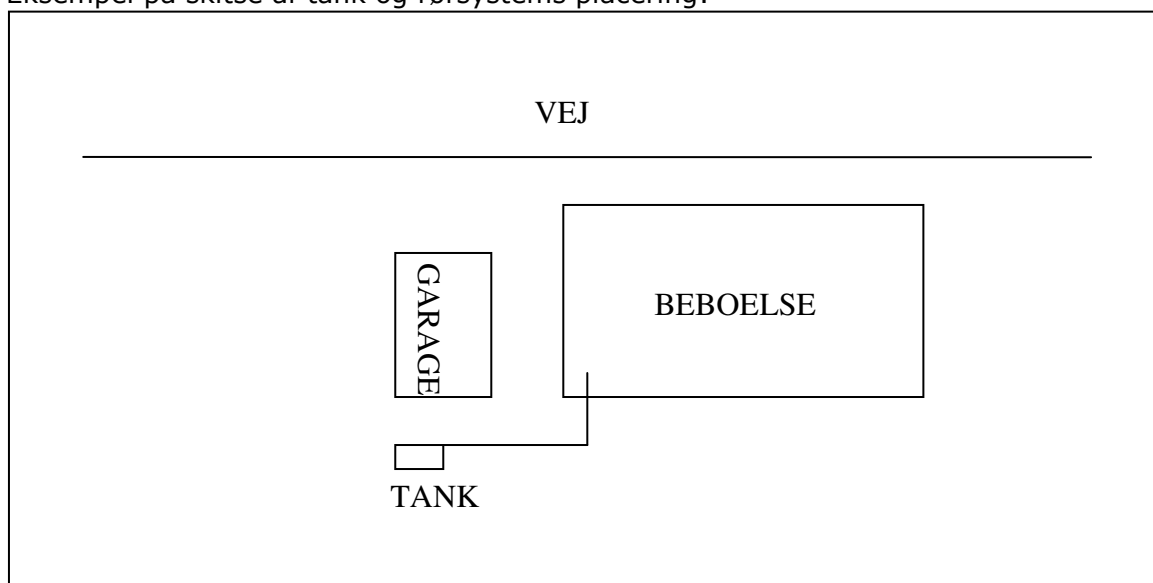 Eksempel på skitse af tank og rørsystems placering:
VEJ
GARAGE
BEBOELSE
TANK